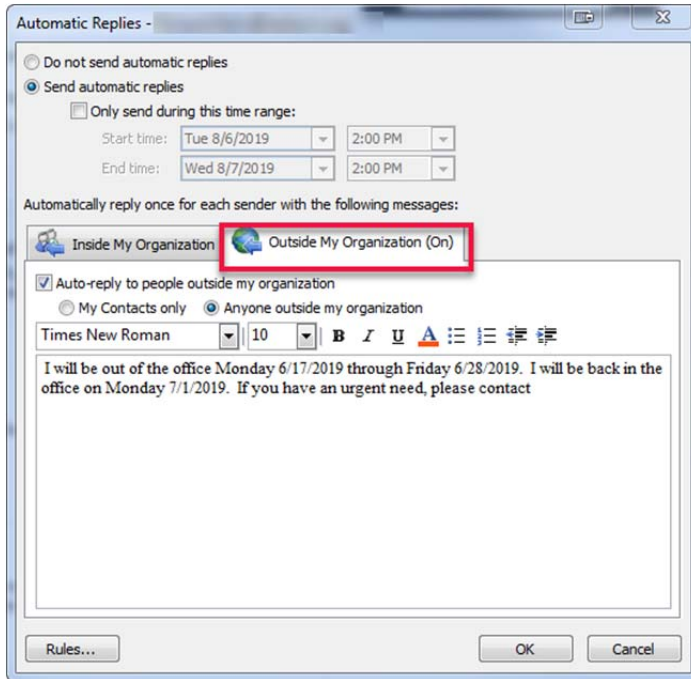 Automatic Replies -
Do not send automatic replies
Send automatic replies
Only send during this time range:
Start time: Tue 8/6/2019 2:00 PM
End time: Wed 8/7/2019 2:00 PM
Automatically reply once for each sender with the following messages:
Inside My Organization Outside My Organization (On)
Auto-reply to people outside my organization
My Contacts only Anyone outside my organization
Times New Roman 10 B I U A
I will be out of the office Monday 6/17/2019 through Friday 6/28/2019. I will be back in the
office on Monday 7/1/2019. If you have an urgent need, please contact
Rules... OK Cancel